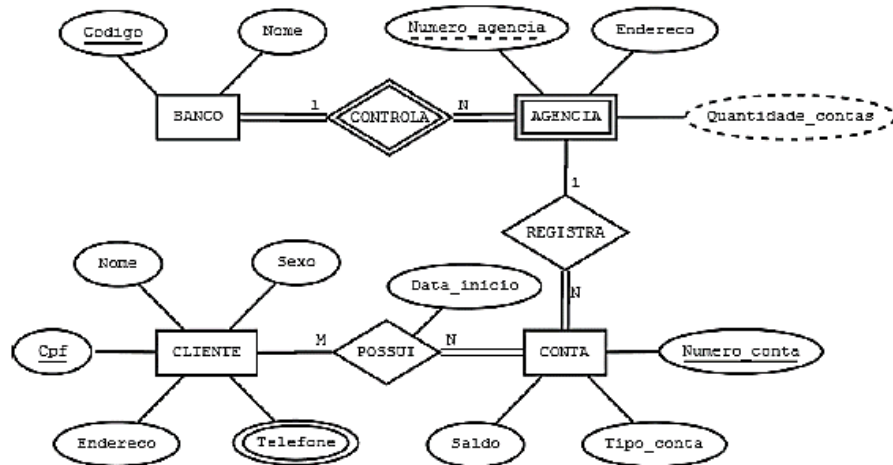 Codigo
Nome
Numero_agencia
Endereco
BANCO
1
CONTROLA
N
AGENCIA
Quantidade_contas
1
REGISTRA
N
Nome
Sexo
Data_inicio
Cpf
CLIENTE
M
POSSUI
N
CONTA
Numero_conta
Endereco
Telefone
Saldo
Tipo_conta